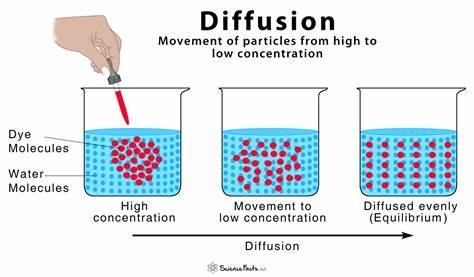 Diffusion
Movement of particles from high to
low concentration
Dye
Molecules
Water
Molecules
High
concentration
Movement to
low concentration
Diffused evenly
(Equilibrium)
Diffusion
ScienceFacts.net